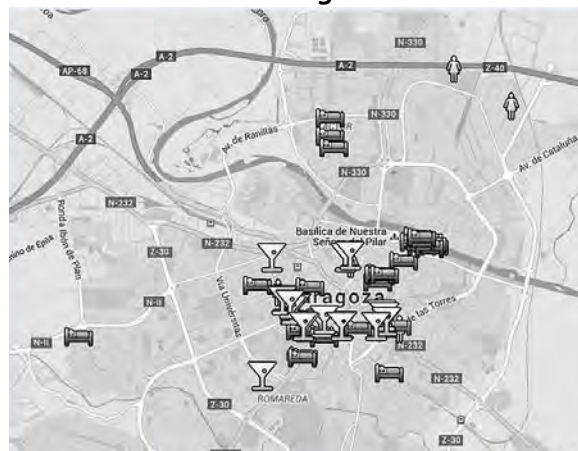 A-2
AP-68
A-2
A-2
N-330
A-2
Z-40
N-330
Av. de Ranillas
N-330
Av. de Cataluña
N-232
Ronda Ibón de Plan
Z-30
N-232
Basílica de Nuestra
Señora del Pilar
Vía Univérsitas
N-II
ragoza
de las Torres
N-II
N-232
N-232
ROMAREDA
Z-30
Z-30